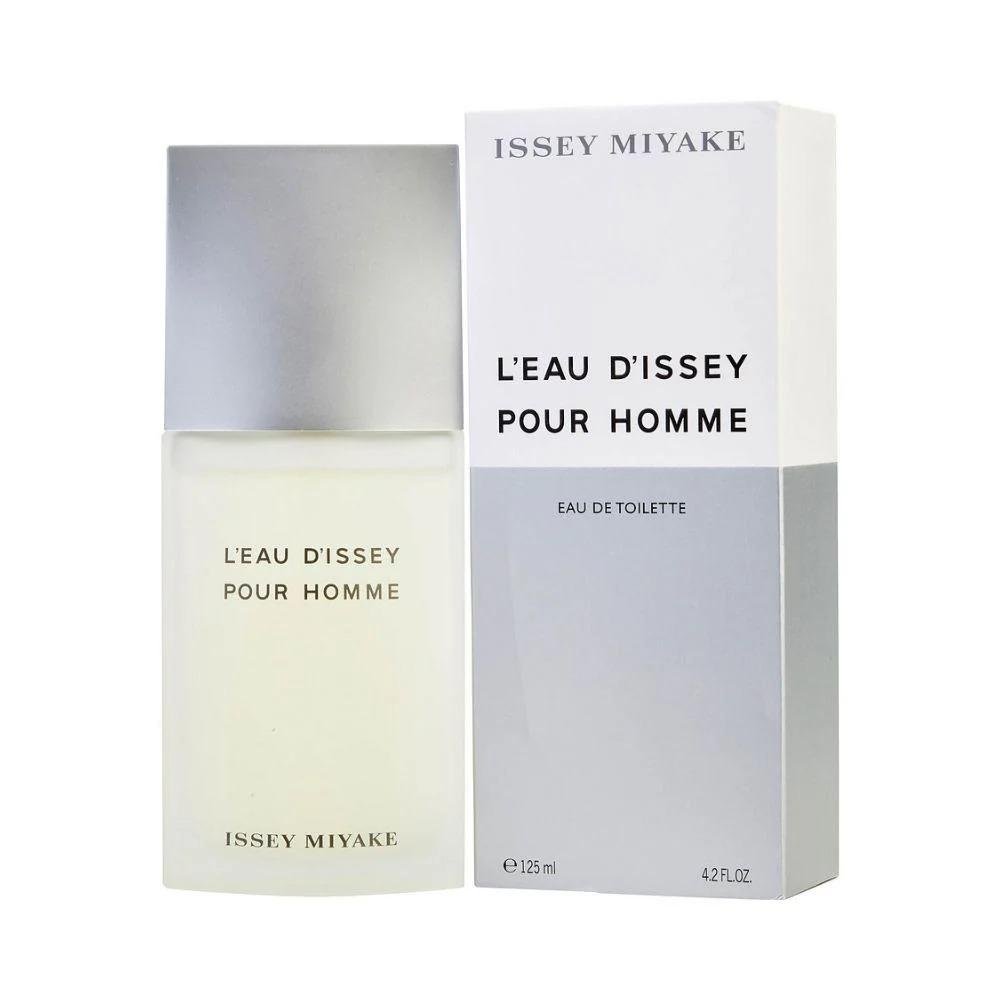 L'EAU D'ISSEY
POUR HOMME
ISSEY MIYAKE
ISSEY MIYAKE
L'EAU D'ISSEY
POUR HOMME
EAU DE TOILETTE
℮ 125 ml
4.2 FL.OZ.